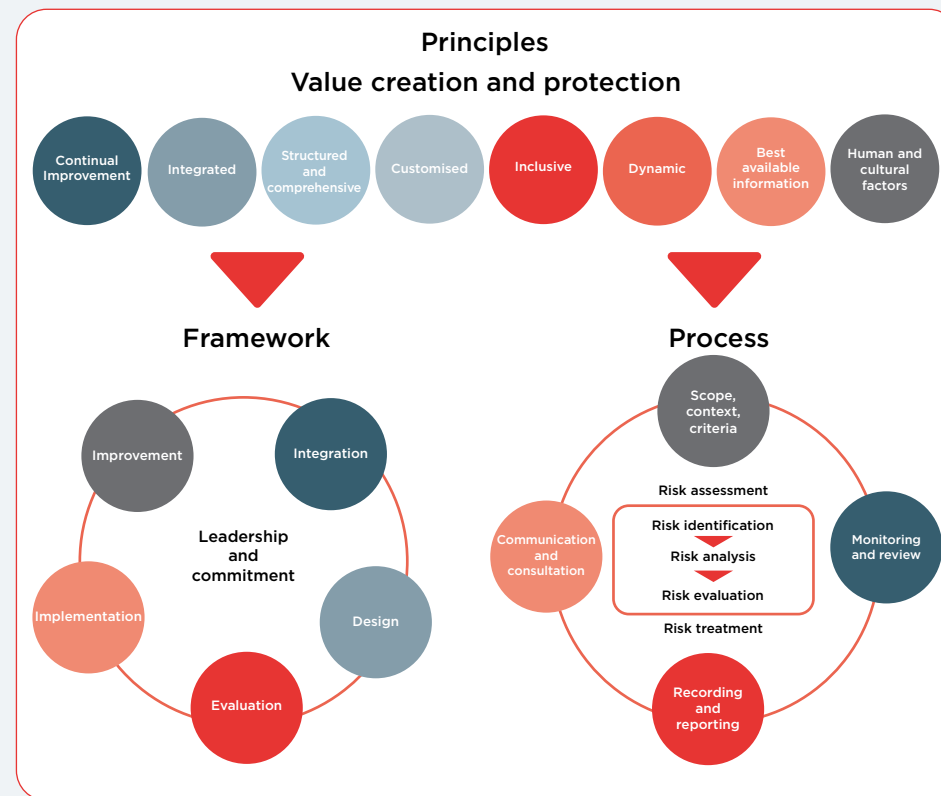 Principles
Value creation and protection
Continual
Improvement
Integrated
Structured
and
comprehensive
Customised
Inclusive
Dynamic
Best
available
information
Human and
cultural
factors
Framework
Improvement
Integration
Leadership
and
commitment
Implementation
Design
Evaluation
Process
Scope,
context,
criteria
Risk assessment
Communication
and
consultation
Risk identification
Risk analysis
Risk evaluation
Monitoring
and review
Risk treatment
Recording
and
reporting